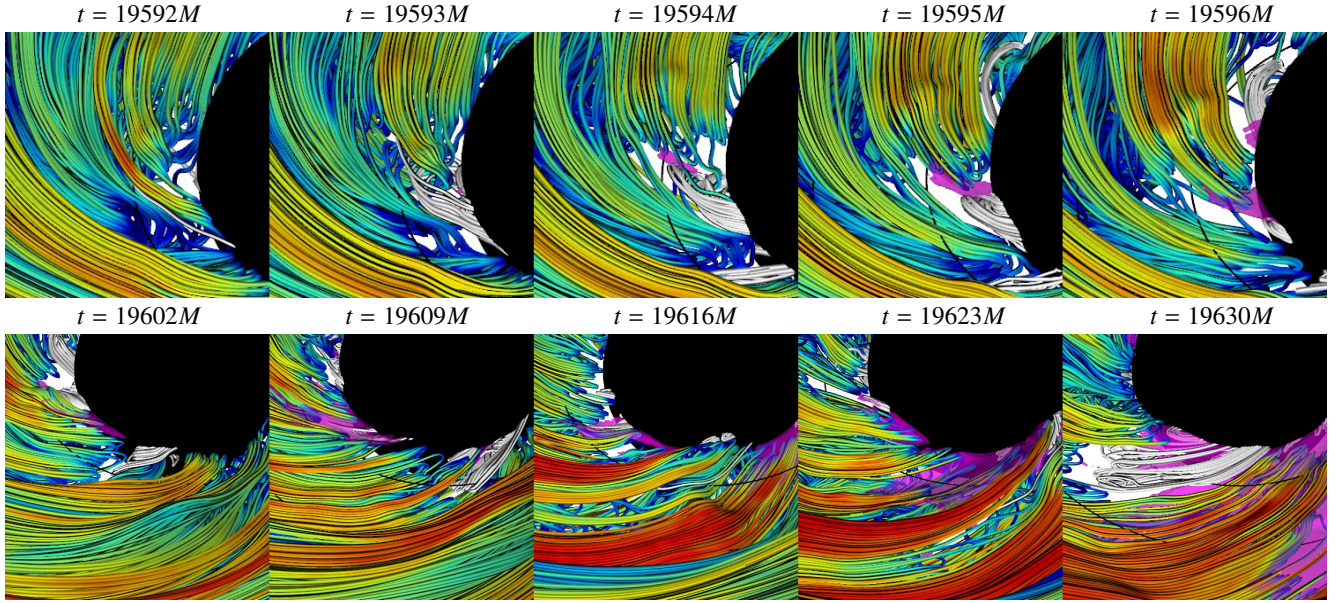 t = 19592M
t = 19593M
t = 19594M
t = 19595M
t = 19596M
t = 19602M
t = 19609M
t = 19616M
t = 19623M
t = 19630M